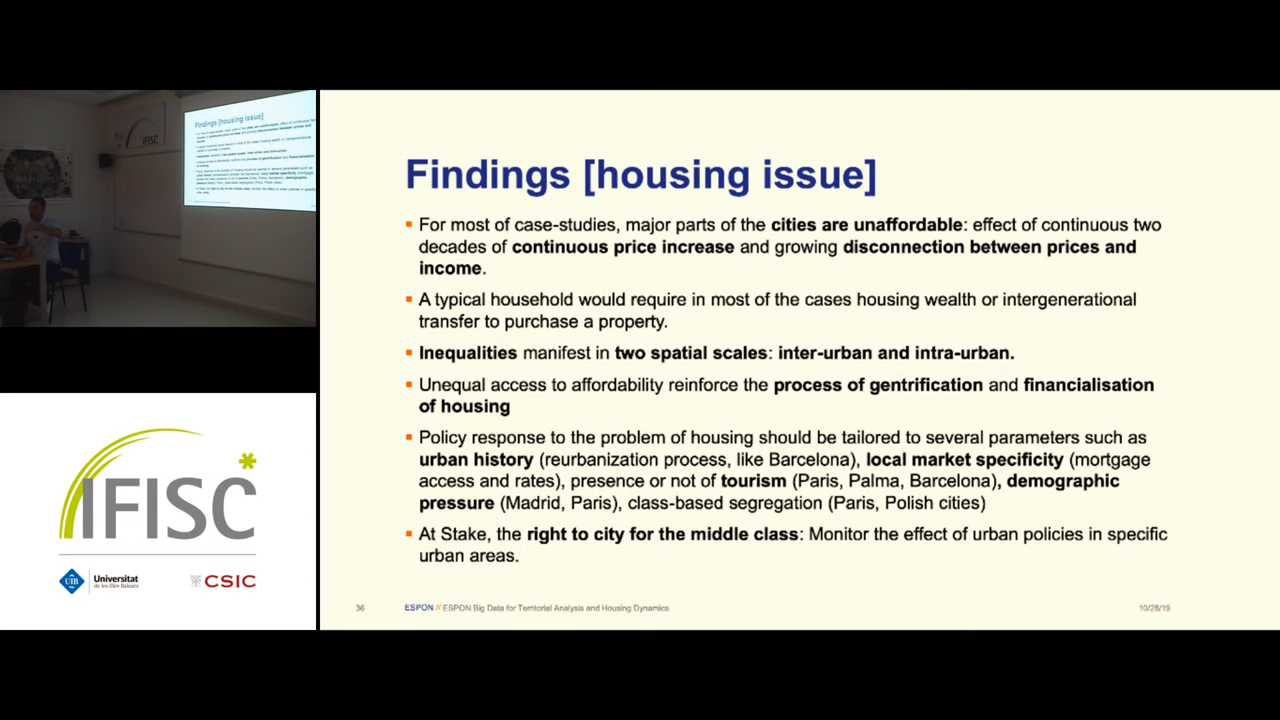 Findings [housing issue]
IFISC
Findings [housing issue]
▪ For most of case-studies, major parts of the cities are unaffordable: effect of continuous two
decades of continuous price increase and growing disconnection between prices and
income.
▪ A typical household would require in most of the cases housing wealth or intergenerational
transfer to purchase a property.
▪ Inequalities manifest in two spatial scales: inter-urban and intra-urban.
▪ Unequal access to affordability reinforce the process of gentrification and financialisation
of housing
▪ Policy response to the problem of housing should be tailored to several parameters such as
urban history (reurbanization process, like Barcelona), local market specificity (mortgage
access and rates), presence or not of tourism (Paris, Palma, Barcelona), demographic
pressure (Madrid, Paris), class-based segregation (Paris, Polish cities)
▪ At Stake, the right to city for the middle class: Monitor the effect of urban policies in specific
urban areas.
36
ESPON // ESPON Big Data for Territorial Analysis and Housing Dynamics
10/28/19
IFISC
UIB
Universitat
de les Illes Balears
CSIC